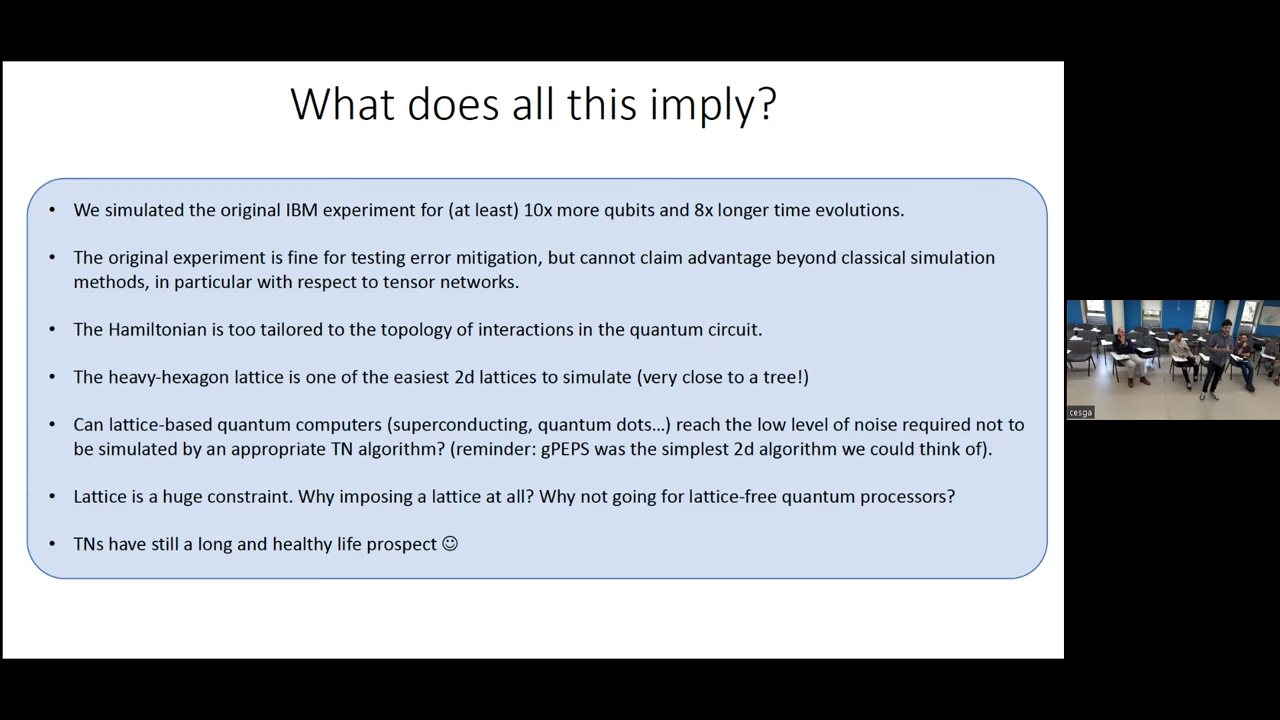 What does all this imply?
• We simulated the original IBM experiment for (at least) 10x more qubits and 8x longer time evolutions.
• The original experiment is fine for testing error mitigation, but cannot claim advantage beyond classical simulation
methods, in particular with respect to tensor networks.
• The Hamiltonian is too tailored to the topology of interactions in the quantum circuit.
• The heavy-hexagon lattice is one of the easiest 2d lattices to simulate (very close to a tree!)
• Can lattice-based quantum computers (superconducting, quantum dots…) reach the low level of noise required not to
be simulated by an appropriate TN algorithm? (reminder: gPEPS was the simplest 2d algorithm we could think of).
• Lattice is a huge constraint. Why imposing a lattice at all? Why not going for lattice-free quantum processors?
• TNs have still a long and healthy life prospect ☺
cesga